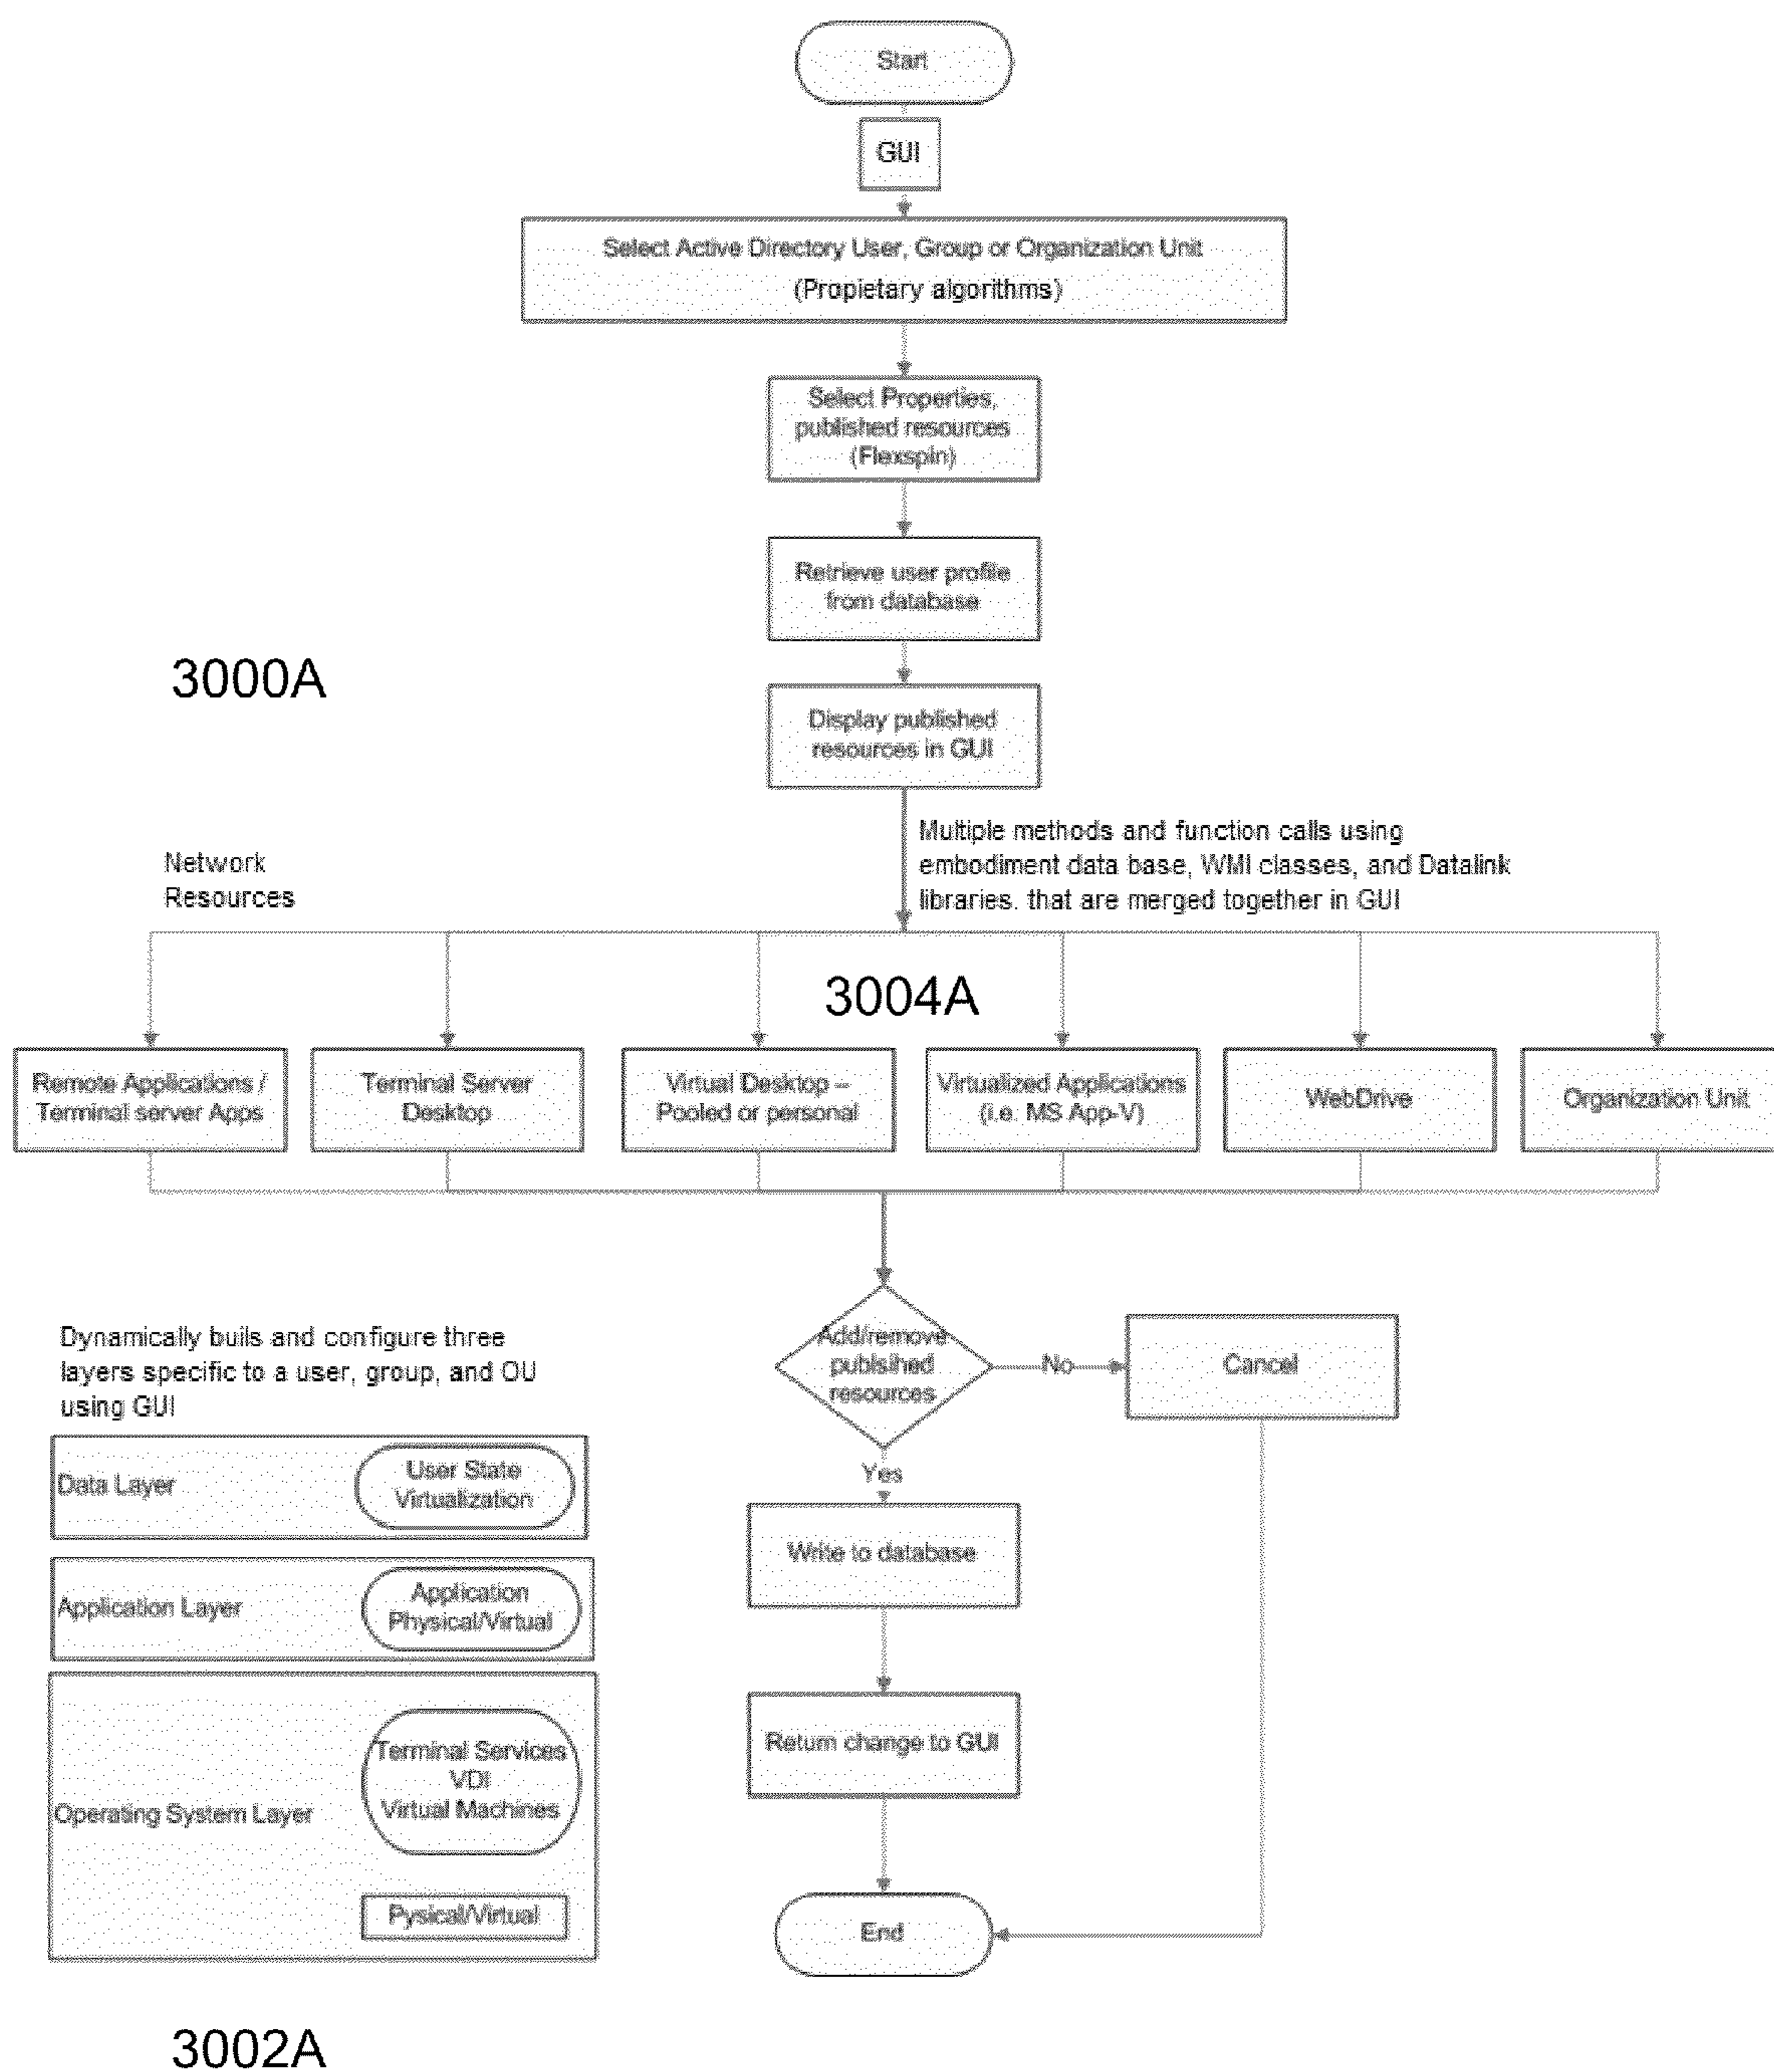 Start
GUI
Select Active Directory User, Group or Organization Unit
(Propietary algorithms)
Select Properties,
published resources
(Flexspin)
Retrieve user profile
from database
3000A
Display published
resources in GUI
Multiple methods and function calls using
embodiment data base, WMI classes, and Datalink
libraries. that are merged together in GUI
Network
Resources
3004A
Remote Applications /
Terminal server Apps
Terminal Server
Desktop
Virtual Desktop –
Pooled or personal
Virtualized Applications
(i.e. MS App-V)
WebDrive
Organization Unit
Add/remove
publsihed
resources
No
Cancel
Yes
Write to database
Return change to GUI
End
Dynamically buils and configure three
layers specific to a user, group, and OU
using GUI
Data Layer
User State
Virtualization
Application Layer
Application
Physical/Virtual
Operating System Layer
Terminal Services
VDI
Virtual Machines
Pysical/Virtual
3002A